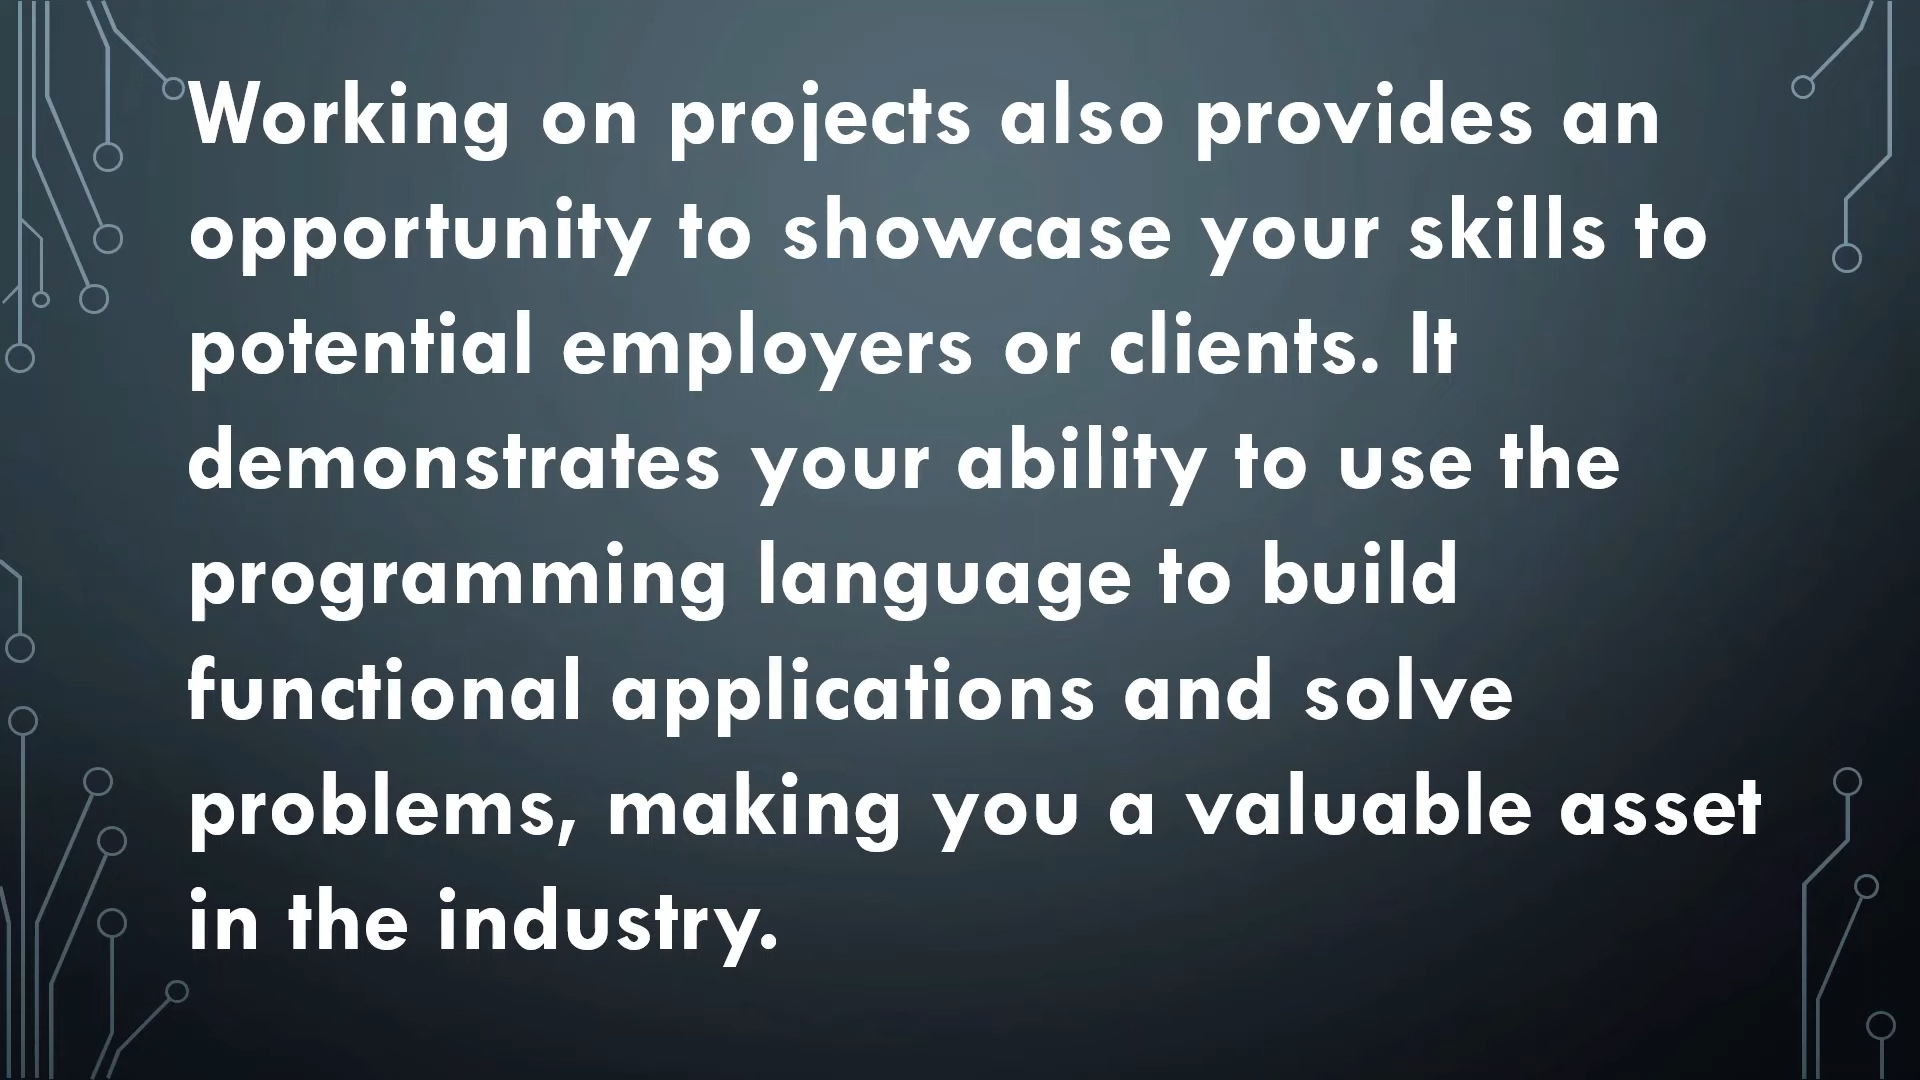 Working on projects also provides an
opportunity to showcase your skills to
potential employers or clients. It
demonstrates your ability to use the
programming language to build
functional applications and solve
problems, making you a valuable asset
in the industry.